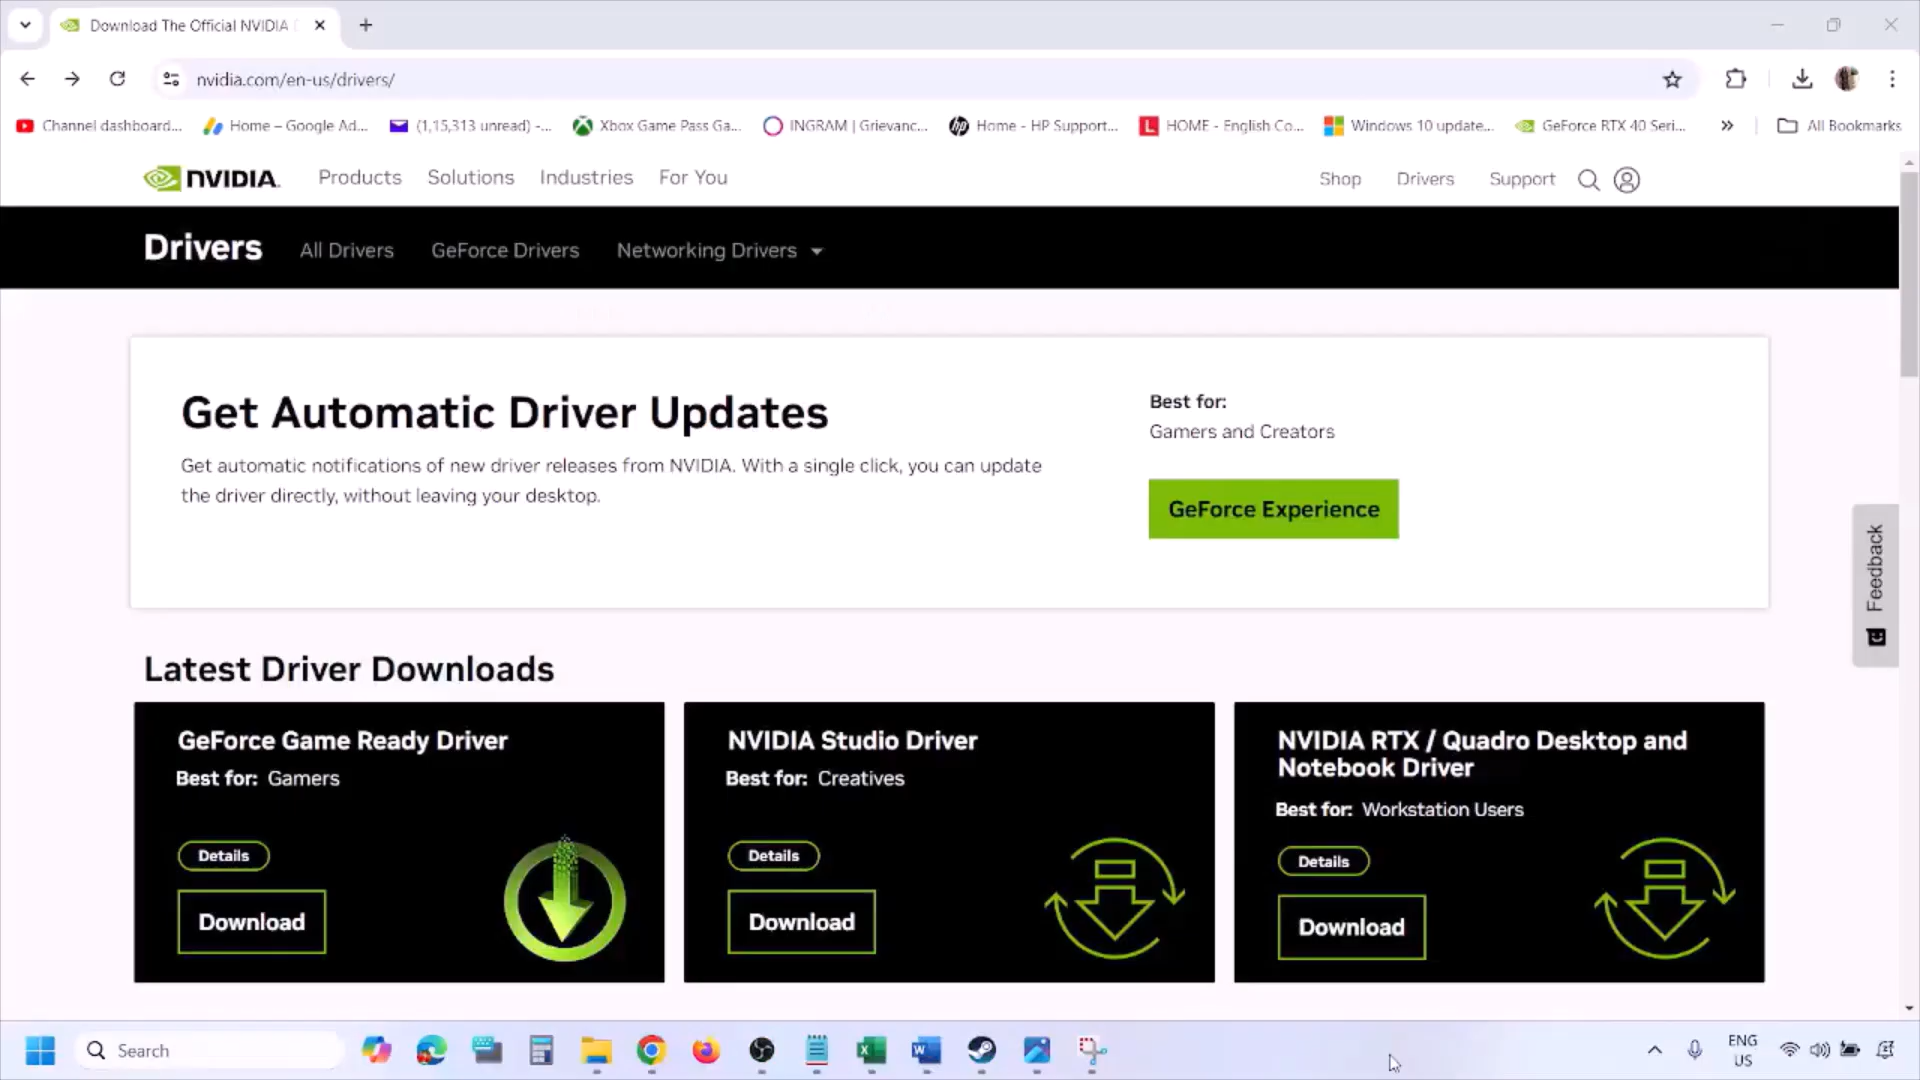 Download The Official NVIDIA
nvidia.com/en-us/drivers/
Channel dashboard...
Home – Google Ad...
(1,15,313 unread) -...
Xbox Game Pass Ga...
INGRAM | Grievanc...
Home - HP Support...
HOME - English Co...
Windows 10 update...
GeForce RTX 40 Seri...
All Bookmarks
NVIDIA.
Products
Solutions
Industries
For You
Shop
Drivers
Support
Drivers
All Drivers
GeForce Drivers
Networking Drivers
Get Automatic Driver Updates
Get automatic notifications of new driver releases from NVIDIA. With a single click, you can update
the driver directly, without leaving your desktop.
Best for:
Gamers and Creators
GeForce Experience
Feedback
Latest Driver Downloads
GeForce Game Ready Driver
Best for: Gamers
Details
Download
NVIDIA Studio Driver
Best for: Creatives
Details
Download
NVIDIA RTX / Quadro Desktop and
Notebook Driver
Best for: Workstation Users
Details
Download
Search
ENG
US